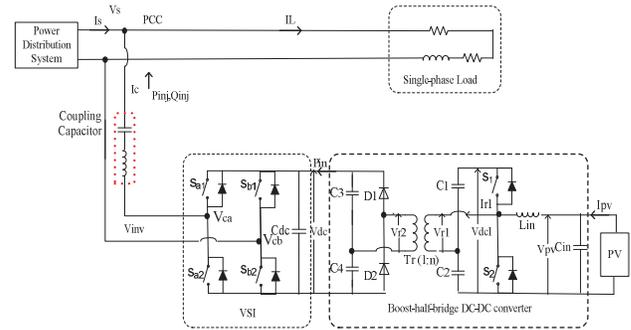 Vs
Is
PCC
IL
Power
Distribution
System
Single-phase Load
Ic
Pinj,Qinj
Coupling
Capacitor
Sa1
Sb1
Pin
C3
D1
C1
S1
Ir1
Ipv
Vca
Vinv
Vcb
Cdc
Vdc
Vr2
Vr1
Vdc1
Lin
Vpv
Cin
PV
Tr (1:n)
Sa2
Sb2
C4
D2
C2
S2
VSI
Boost-half-bridge DC-DC converter